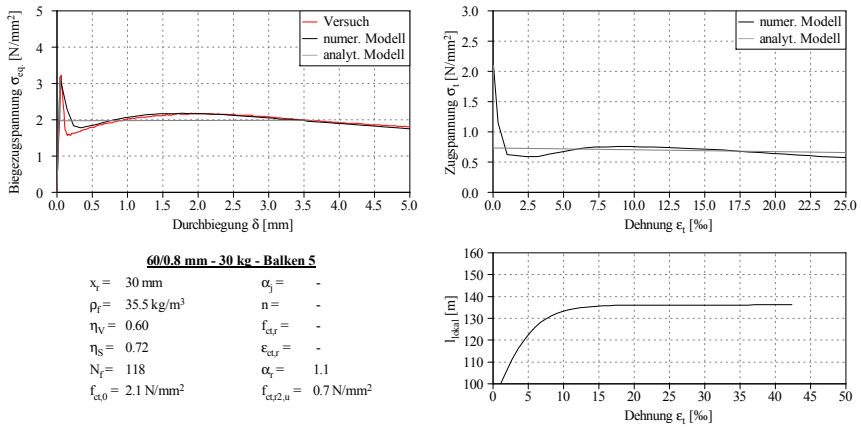 Biegezugspannung σeq. [N/mm²]
5
4
3
2
1
0
Versuch
numer. Modell
analyt. Modell
0.0 0.5 1.0 1.5 2.0 2.5 3.0 3.5 4.0 4.5 5.0
Durchbiegung δ [mm]
Zugspannung σt [N/mm²]
3.0
2.5
2.0
1.5
1.0
0.5
0.0
numer. Modell
analyt. Modell
0.0 2.5 5.0 7.5 10.0 12.5 15.0 17.5 20.0 22.5 25.0
Dehnung εt [‰]
60/0.8 mm - 30 kg - Balken 5
xr = 30 mm αj = -
ρf = 35.5 kg/m³ n = -
ηV = 0.60 fct,r = -
ηS = 0.72 εct,r = -
Nf = 118 αr = 1.1
fct,0 = 2.1 N/mm² fct,r2,u = 0.7 N/mm²
llokal [m]
160
150
140
130
120
110
100
0 5 10 15 20 25 30 35 40 45 50
Dehnung εt [‰]